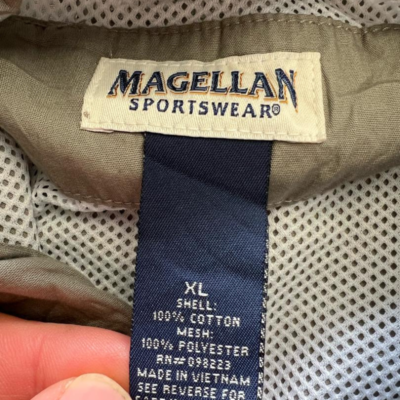 MAGELLAN
SPORTSWEAR®
XL
SHELL:
100% COTTON
MESH:
100% POLYESTER
RN# 098223
MADE IN VIETNAM
SEE REVERSE FOR